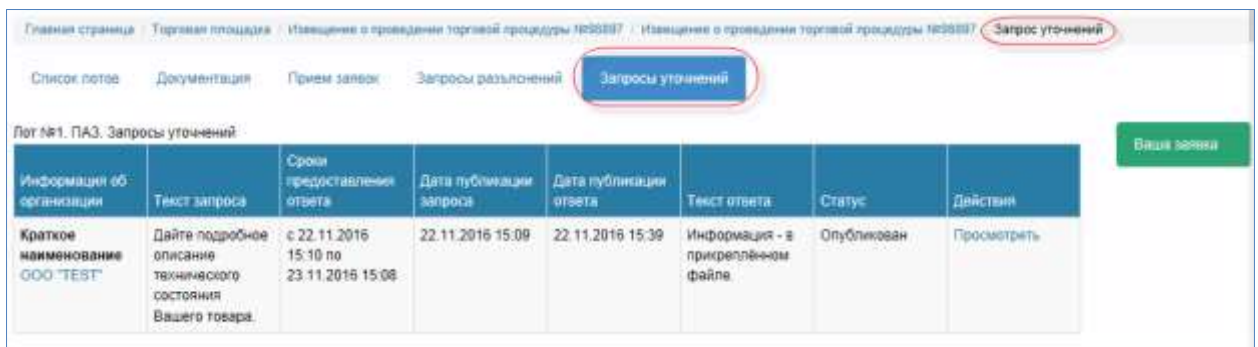 Главная страница / Торговая площадка / Извещение о проведении торговой процедуры №98897 / Извещение о проведении торговой процедуры №98897 / Запрос уточнений
Список лотов Документация Прием заявок Запросы разъяснений Запросы уточнений
Лот №1. ПАЗ. Запросы уточнений
Ваша заявка
Информация об организации
Текст запроса
Сроки предоставления ответа
Дата публикации запроса
Дата публикации ответа
Текст ответа
Статус
Действия
Краткое
наименование
ООО "TEST"
Дайте подробное
описание
технического
состояния
Вашего товара.
с 22.11.2016
15:10 по
23.11.2016 15:08
22.11.2016 15:09
22.11.2016 15:39
Информация - в
прикреплённом
файле.
Опубликован
Просмотреть